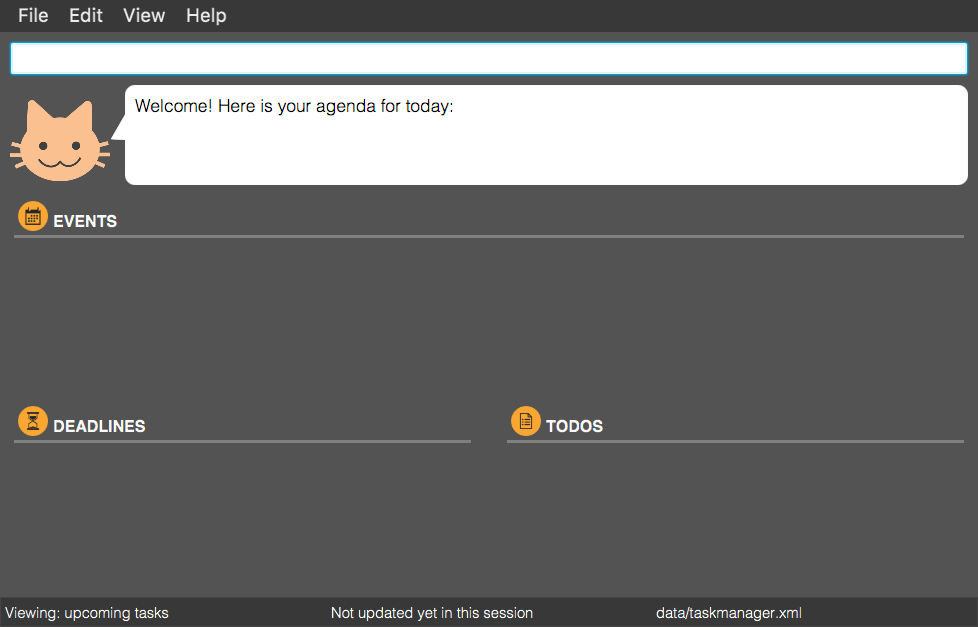 File Edit View Help
Welcome! Here is your agenda for today:
EVENTS
DEADLINES
TODOS
Viewing: upcoming tasks
Not updated yet in this session
data/taskmanager.xml